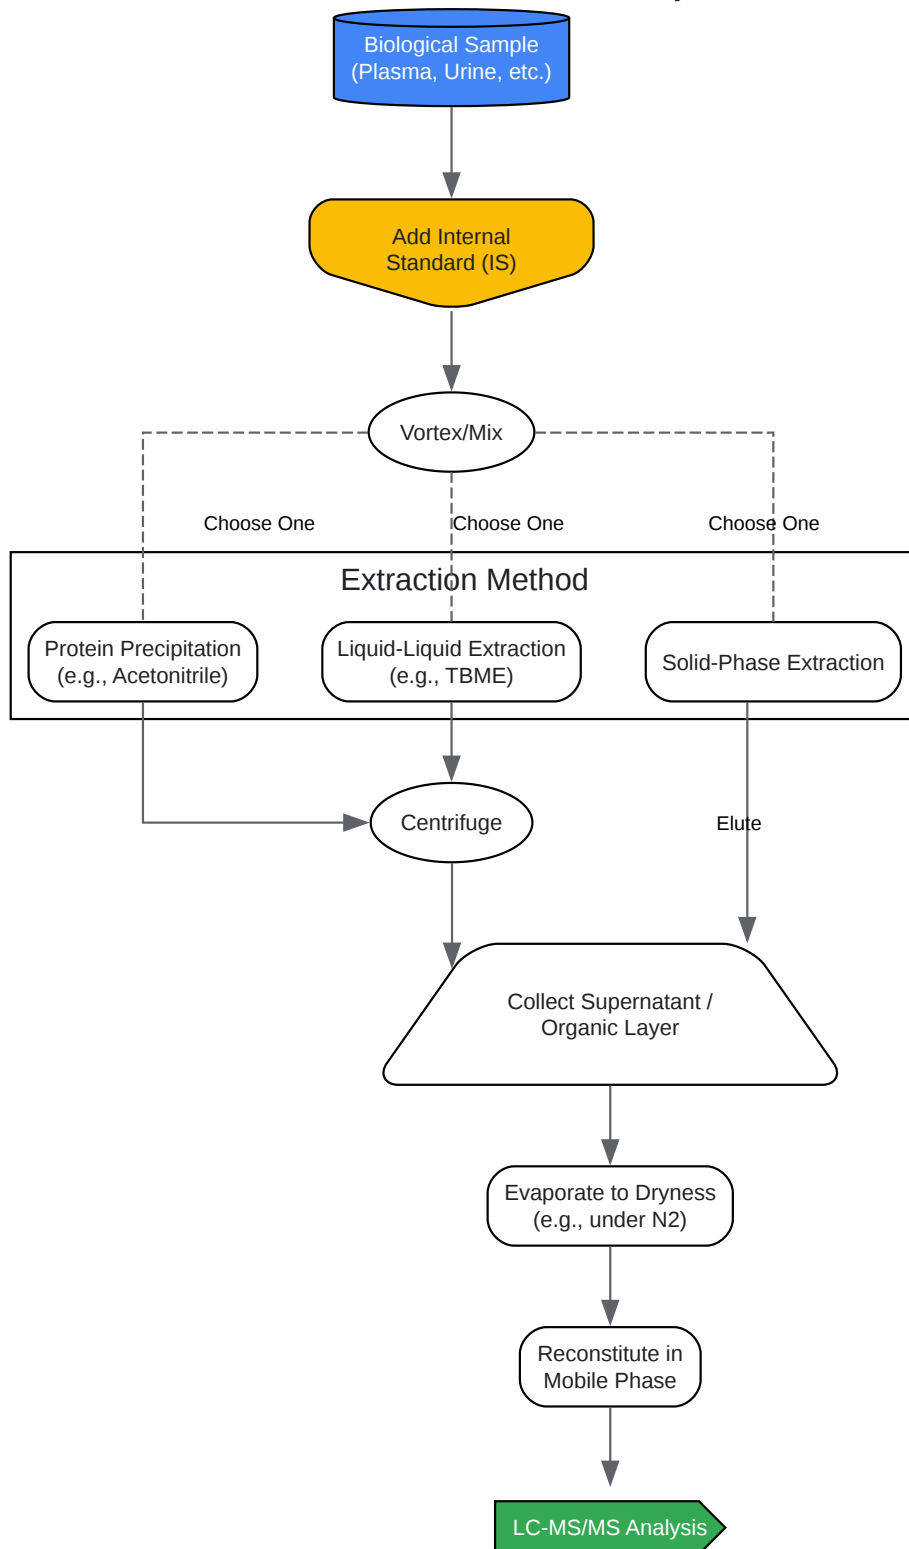 Biological Sample
(Plasma, Urine, etc.)
Add Internal
Standard (IS)
Vortex/Mix
Choose One
Choose One
Choose One
Extraction Method
Protein Precipitation
(e.g., Acetonitrile)
Liquid-Liquid Extraction
(e.g., TBME)
Solid-Phase Extraction
Centrifuge
Elute
Collect Supernatant /
Organic Layer
Evaporate to Dryness
(e.g., under N2)
Reconstitute in
Mobile Phase
LC-MS/MS Analysis